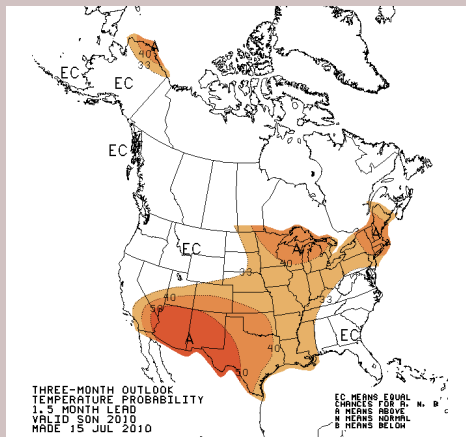 A
40
33
EC
EC
EC
EC
A
40
A
33
33
40
50
A
40
50
EC
THREE-MONTH OUTLOOK
TEMPERATURE PROBABILITY
1.5 MONTH LEAD
VALID SON 2010
MADE 15 JUL 2010
EC MEANS EQUAL
CHANCES FOR A, N, B
A MEANS ABOVE
N MEANS NORMAL
B MEANS BELOW